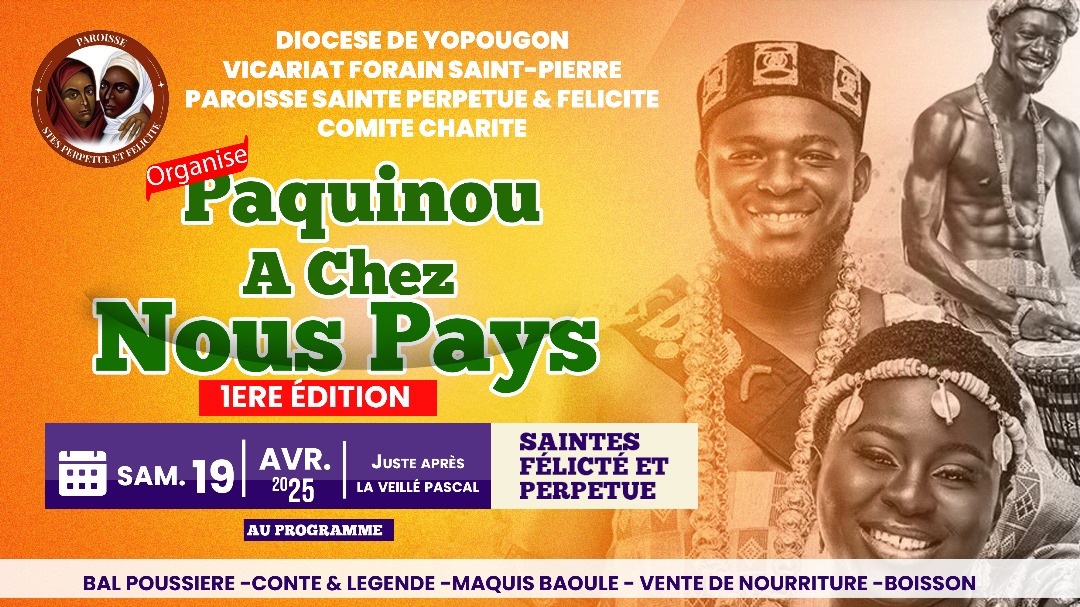 PAROISSE
STES PERPETUE ET FELICITE
DIOCESE DE YOPOUGON
VICARIAT FORAIN SAINT-PIERRE
PAROISSE SAINTE PERPETUE & FELICITE
COMITE CHARITE
Organise
Paquinou
A Chez
Nous Pays
1ERE ÉDITION
SAM. 19
AVR.
2025
JUSTE APRÈS
LA VEILLÉ PASCAL
SAINTES
FÉLICTÉ ET
PERPETUE
AU PROGRAMME
BAL POUSSIERE -CONTE & LEGENDE -MAQUIS BAOULE - VENTE DE NOURRITURE -BOISSON